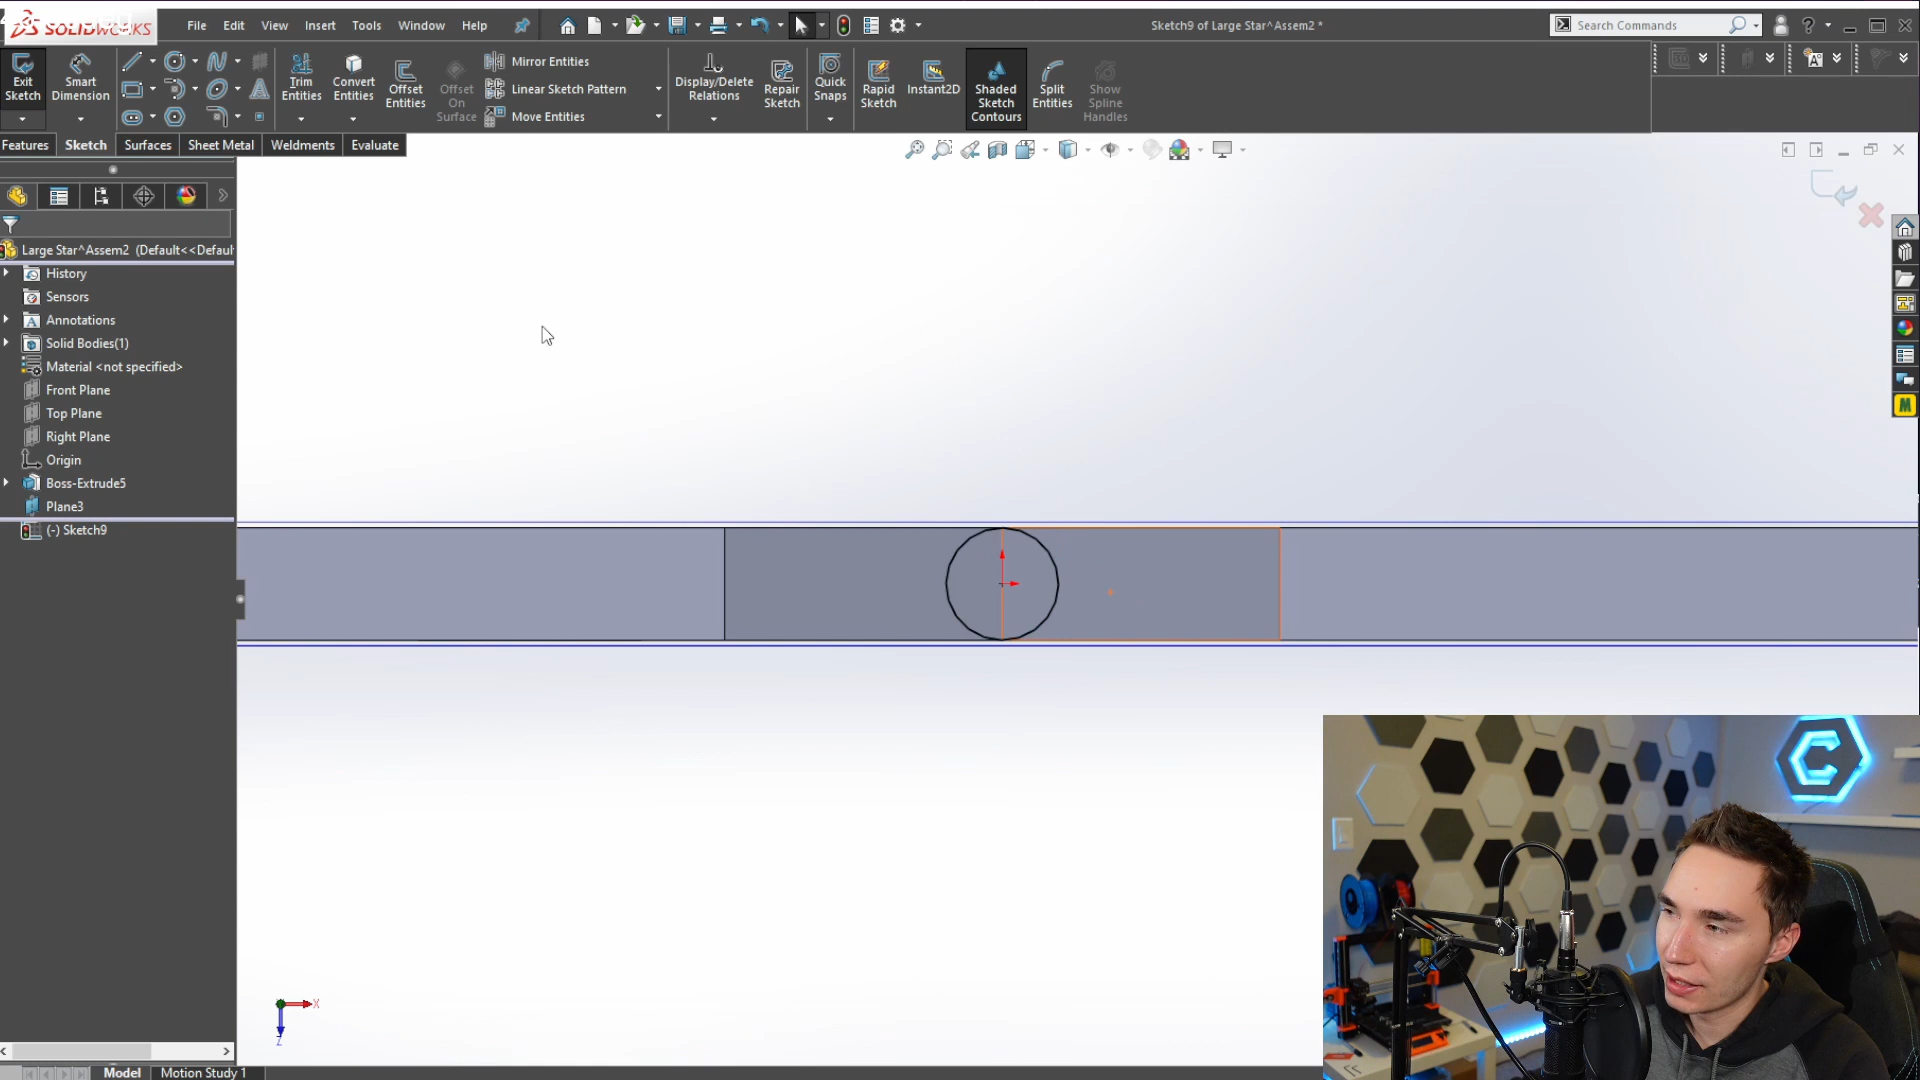 SOLIDWORKS
File Edit View Insert Tools Window Help
Sketch9 of Large Star^Assem2 *
Search Commands
Exit Sketch
Smart Dimension
Trim Entities
Convert Entities
Offset Entities
Offset On Surface
Mirror Entities
Linear Sketch Pattern
Move Entities
Display/Delete Relations
Repair Sketch
Quick Snaps
Rapid Sketch
Instant2D
Shaded Sketch Contours
Split Entities
Show Spline Handles
Features Sketch Surfaces Sheet Metal Weldments Evaluate
Large Star^Assem2 (Default<<Defaul
History
Sensors
Annotations
Solid Bodies(1)
Material <not specified>
Front Plane
Top Plane
Right Plane
Origin
Boss-Extrude5
Plane3
(-) Sketch9
M
X
Z
C
Model Motion Study 1